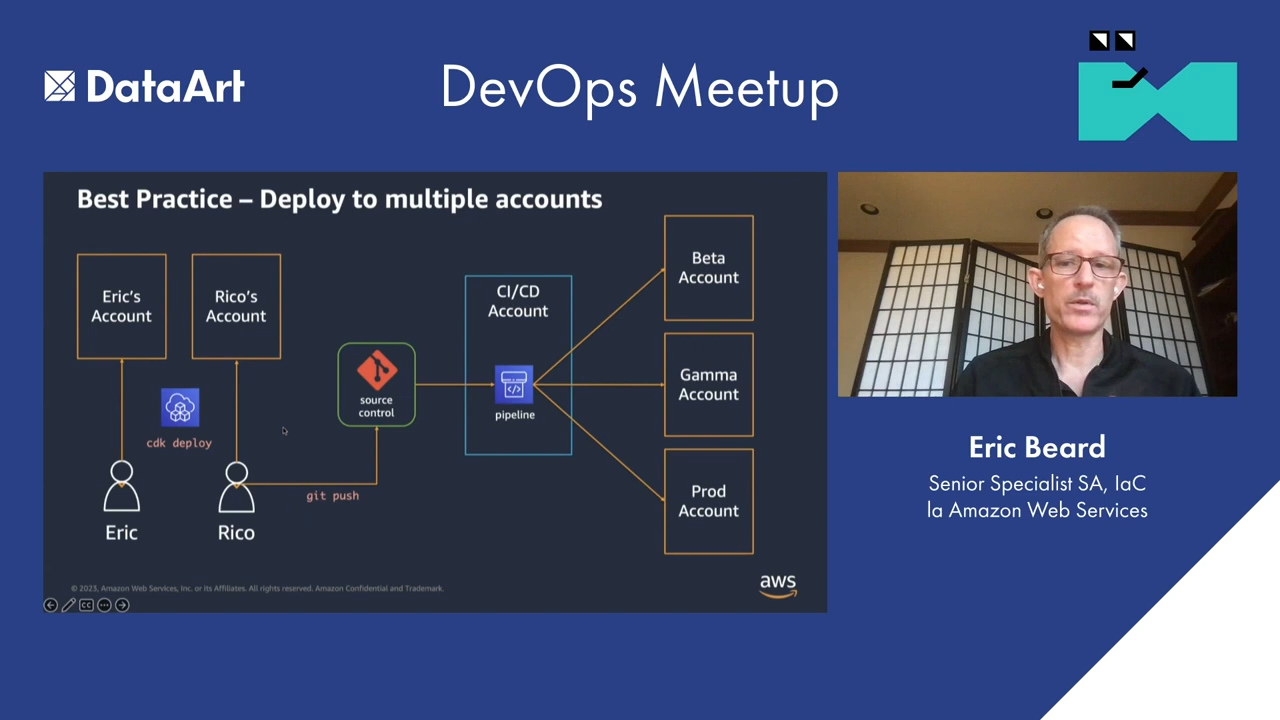 DataArt
DevOps Meetup
Best Practice – Deploy to multiple accounts
Eric's
Account
Rico's
Account
cdk deploy
Eric
Rico
git push
source
control
CI/CD
Account
pipeline
Beta
Account
Gamma
Account
Prod
Account
© 2023, Amazon Web Services, Inc. or its Affiliates. All rights reserved. Amazon Confidential and Trademark.
aws
CC
Eric Beard
Senior Specialist SA, IaC
la Amazon Web Services